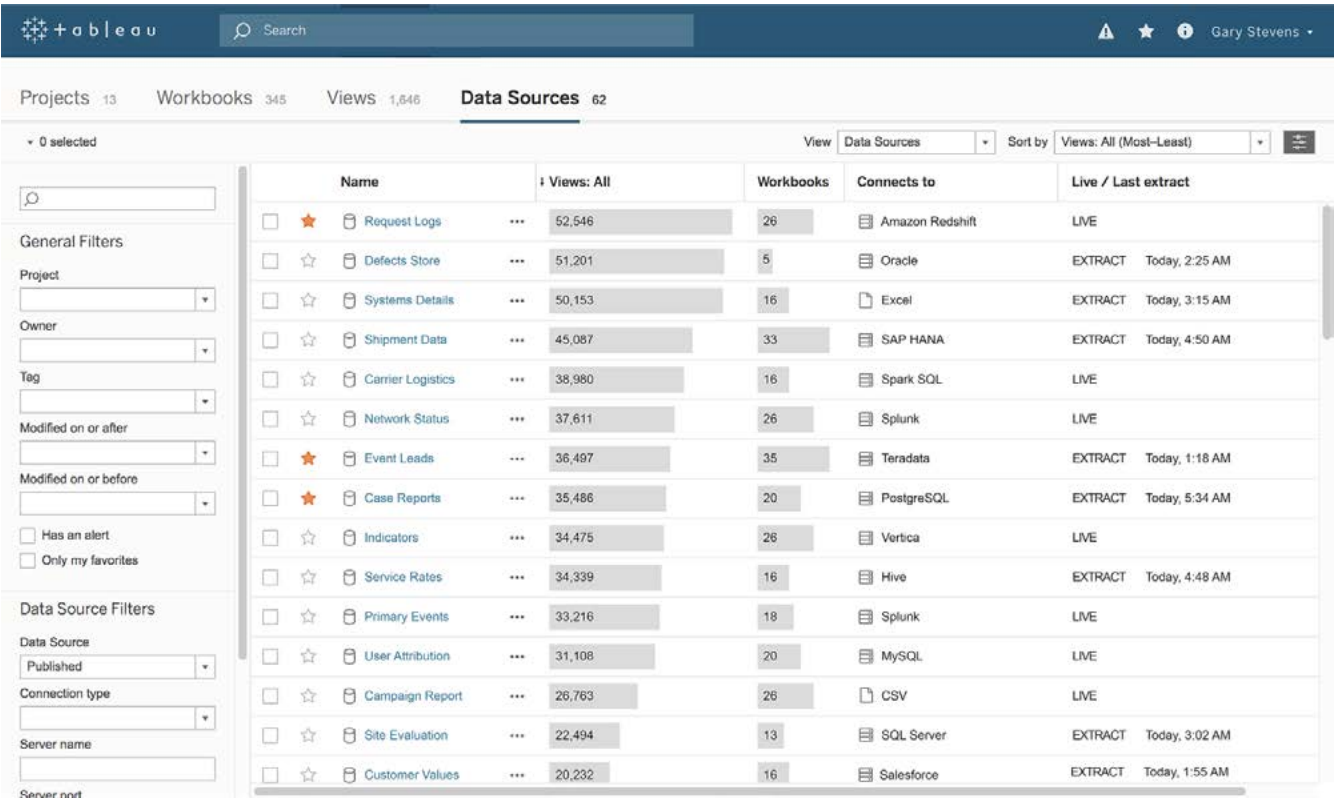 +ableau
Search
Gary Stevens
Projects 13 Workbooks 345 Views 1,646 Data Sources 62
0 selected
View Data Sources Sort by Views: All (Most–Least)
General Filters
Project
Owner
Tag
Modified on or after
Modified on or before
Has an alert
Only my favorites
Data Source Filters
Data Source
Published
Connection type
Server name
Server port
Name Views: All Workbooks Connects to Live / Last extract
Request Logs ••• 52,546 26 Amazon Redshift LIVE
Defects Store ••• 51,201 5 Oracle EXTRACT Today, 2:25 AM
Systems Details ••• 50,153 16 Excel EXTRACT Today, 3:15 AM
Shipment Data ••• 45,087 33 SAP HANA EXTRACT Today, 4:50 AM
Carrier Logistics ••• 38,980 16 Spark SQL LIVE
Network Status ••• 37,611 26 Splunk LIVE
Event Leads ••• 36,497 35 Teradata EXTRACT Today, 1:18 AM
Case Reports ••• 35,486 20 PostgreSQL EXTRACT Today, 5:34 AM
Indicators ••• 34,475 26 Vertica LIVE
Service Rates ••• 34,339 16 Hive EXTRACT Today, 4:48 AM
Primary Events ••• 33,216 18 Splunk LIVE
User Attribution ••• 31,108 20 MySQL LIVE
Campaign Report ••• 26,763 26 CSV LIVE
Site Evaluation ••• 22,494 13 SQL Server EXTRACT Today, 3:02 AM
Customer Values ••• 20,232 16 Salesforce EXTRACT Today, 1:55 AM